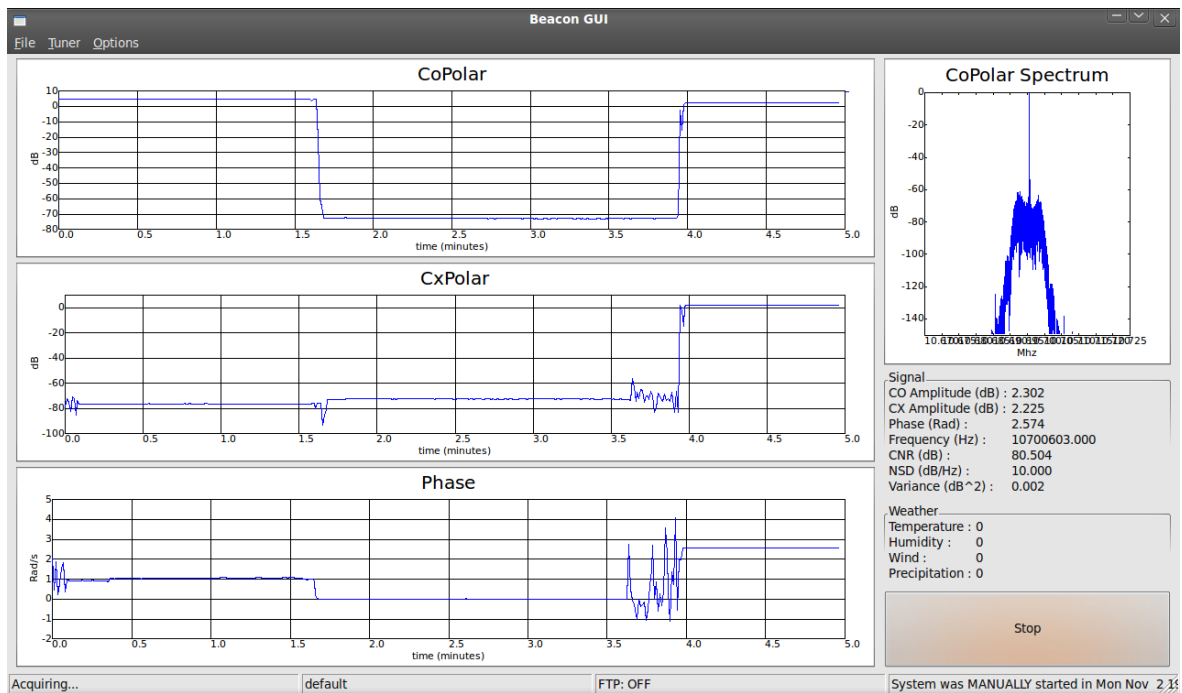 Beacon GUI
File Tuner Options
CoPolar
10
0
-10
-20
-30
-40
-50
-60
-70
-80
dB
0.0 0.5 1.0 1.5 2.0 2.5 3.0 3.5 4.0 4.5 5.0
time (minutes)
CxPolar
0
-20
-40
-60
-80
-100
dB
0.0 0.5 1.0 1.5 2.0 2.5 3.0 3.5 4.0 4.5 5.0
time (minutes)
Phase
5
4
3
2
1
0
-1
-2
Rad/s
0.0 0.5 1.0 1.5 2.0 2.5 3.0 3.5 4.0 4.5 5.0
time (minutes)
CoPolar Spectrum
0
-20
-40
-60
-80
-100
-120
-140
dB
Mhz
Signal
CO Amplitude (dB) : 2.302
CX Amplitude (dB) : 2.225
Phase (Rad) : 2.574
Frequency (Hz) : 10700603.000
CNR (dB) : 80.504
NSD (dB/Hz) : 10.000
Variance (dB^2) : 0.002
Weather
Temperature : 0
Humidity : 0
Wind : 0
Precipitation : 0
Stop
Acquiring... default FTP: OFF System was MANUALLY started in Mon Nov 2